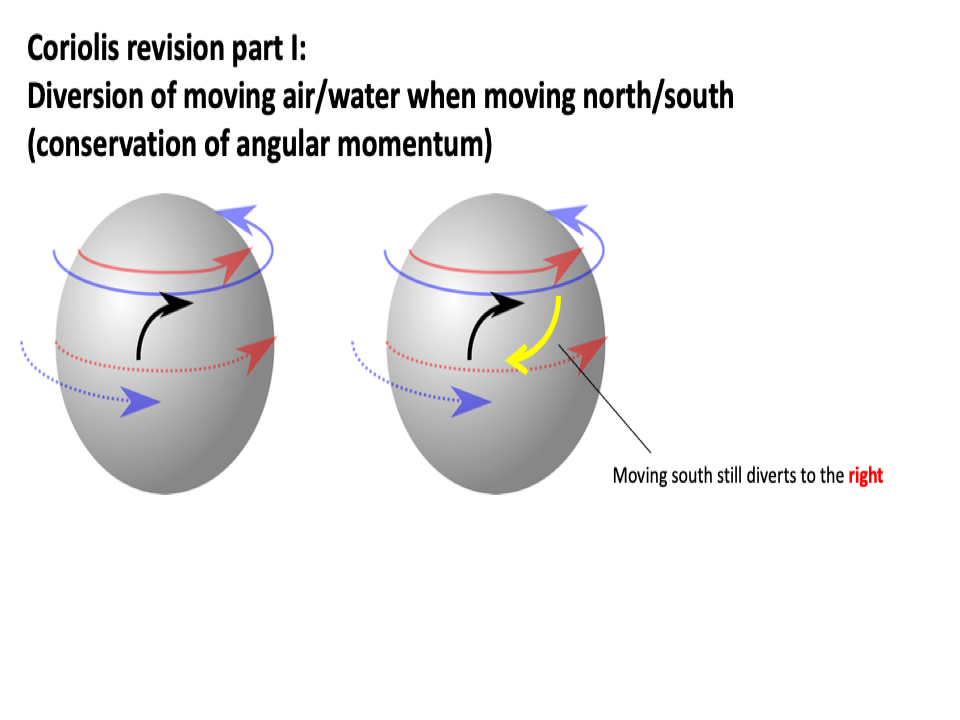 Coriolis revision part I:
Diversion of moving air/water when moving north/south
(conservation of angular momentum)
Moving south still diverts to the right